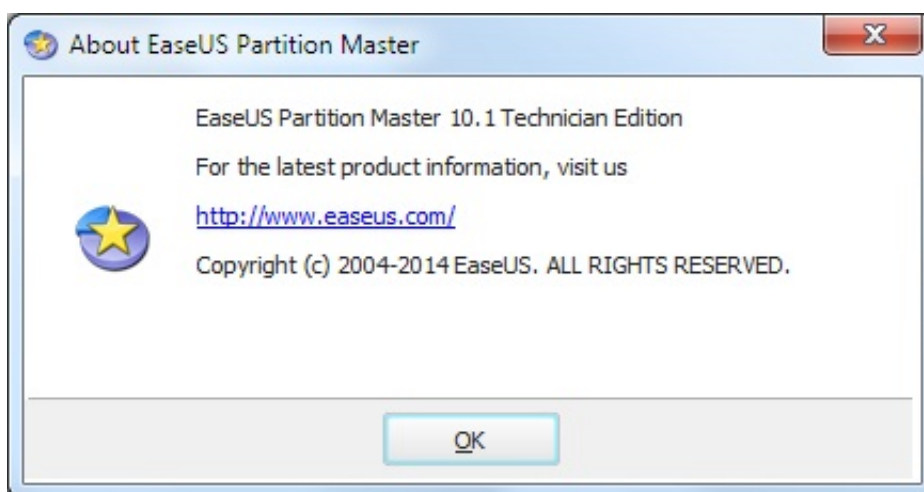 About EaseUS Partition Master
EaseUS Partition Master 10.1 Technician Edition
For the latest product information, visit us
http://www.easeus.com/
Copyright (c) 2004-2014 EaseUS. ALL RIGHTS RESERVED.
OK